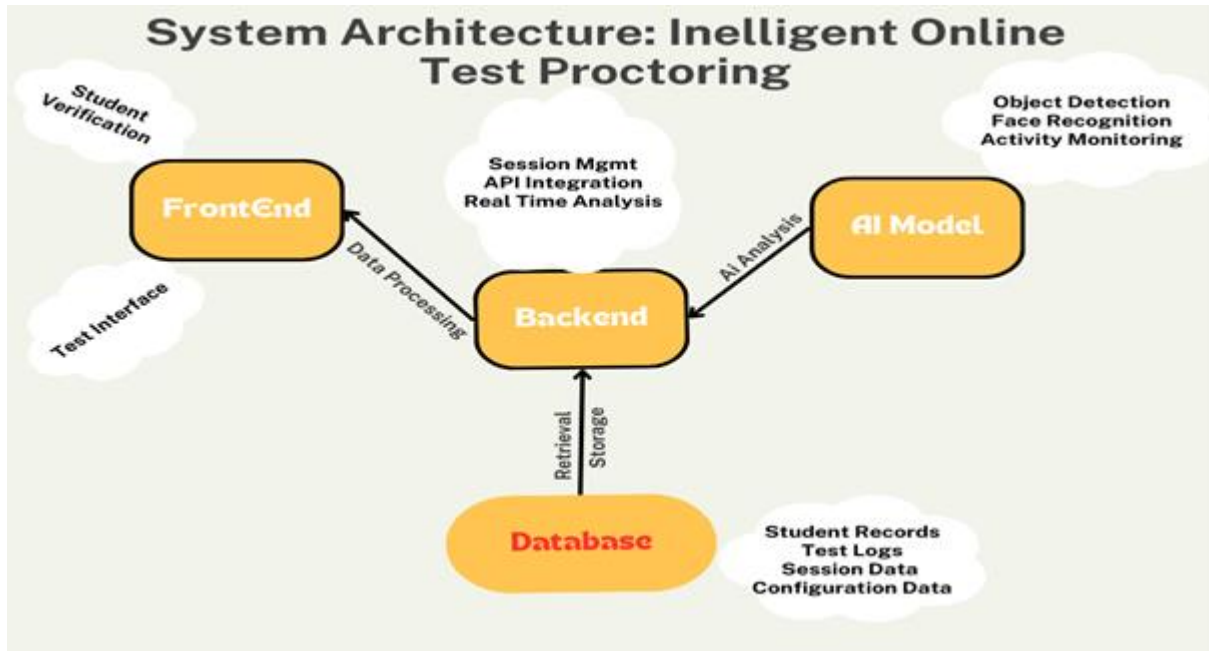 System Architecture: Inelligent Online
Test Proctoring
Student
Verification
Object Detection
Face Recognition
Activity Monitoring
Session Mgmt
API Integration
Real Time Analysis
FrontEnd
AI Model
Ai Analysis
Data Processing
Test Interface
Backend
Retrieval
Storage
Database
Student Records
Test Logs
Session Data
Configuration Data